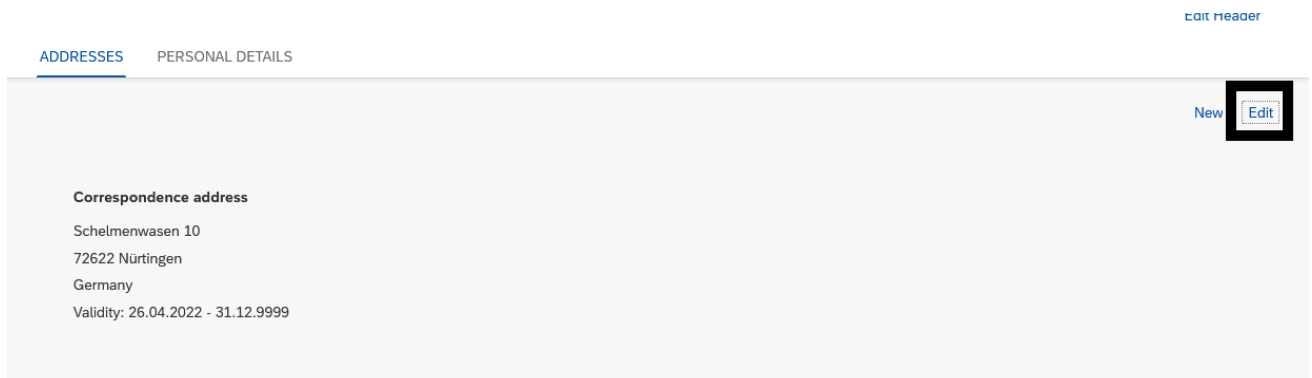 Edit Header
ADDRESSES PERSONAL DETAILS
New Edit
Correspondence address
Schelmenwasen 10
72622 Nürtingen
Germany
Validity: 26.04.2022 - 31.12.9999